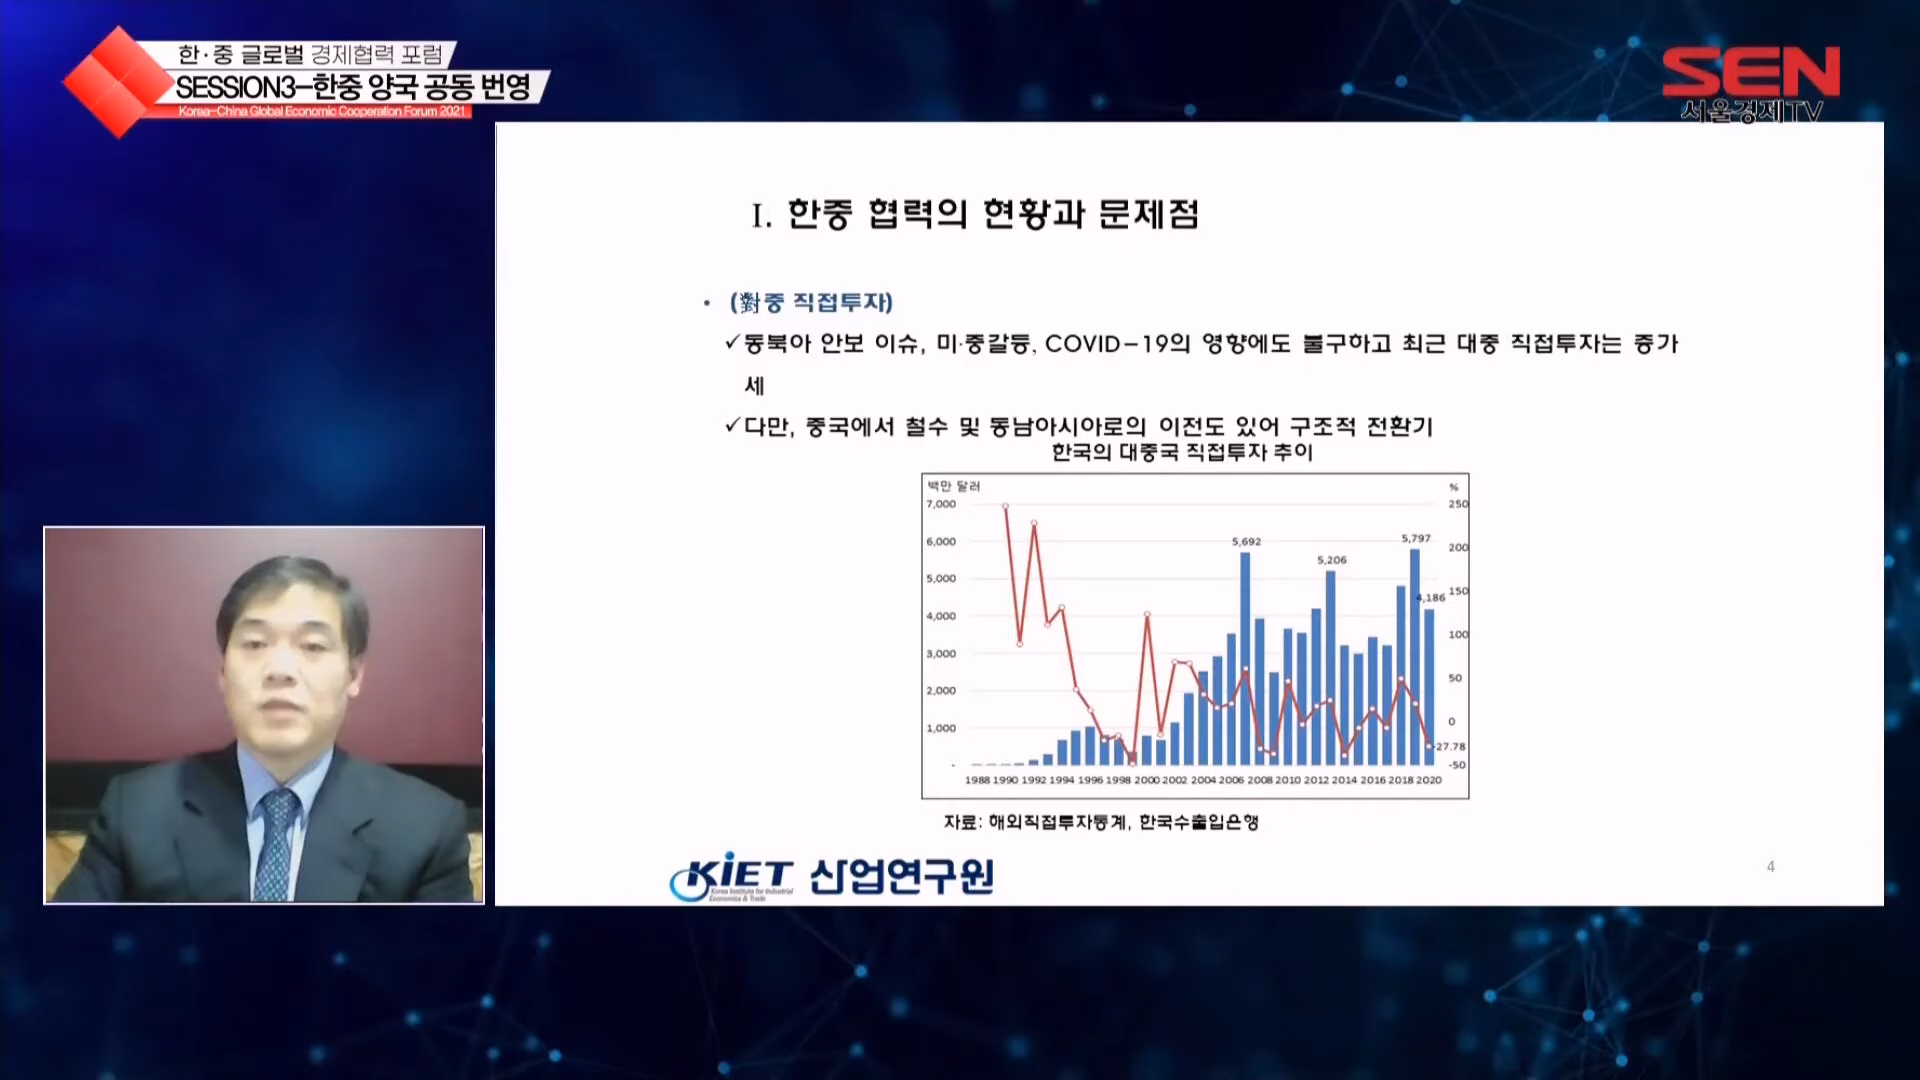 한·중 글로벌 경제협력 포럼
SESSION3-한중 양국 공동 번영
Korea-China Global Economic Cooperation Forum 2021
SEN
서울경제TV
I. 한중 협력의 현황과 문제점
• (對중 직접투자)
✓동북아 안보 이슈, 미·중갈등, COVID-19의 영향에도 불구하고 최근 대중 직접투자는 증가
세
✓다만, 중국에서 철수 및 동남아시아로의 이전도 있어 구조적 전환기
한국의 대중국 직접투자 추이
백만 달러
%
7,000
250
6,000
5,692
5,206
5,797
200
5,000
4,186
150
4,000
100
3,000
50
2,000
0
1,000
-27.78
-
-50
1988 1990 1992 1994 1996 1998 2000 2002 2004 2006 2008 2010 2012 2014 2016 2018 2020
자료: 해외직접투자통계, 한국수출입은행
KIET 산업연구원
Korea Institute for Industrial
Economics & Trade
4